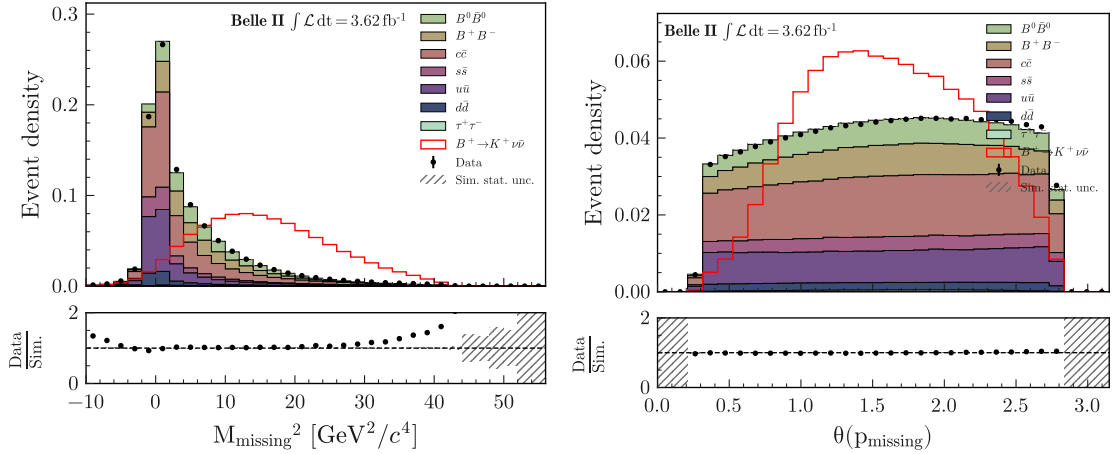 Belle II ∫ 𝓛 dt = 3.62 fb⁻¹
B⁰B̄⁰
B⁺B⁻
cc̄
ss̄
uū
dd̄
τ⁺τ⁻
B⁺→K⁺νν̄
Data
Sim. stat. unc.
Event density
0.3
0.2
0.1
0.0
Data
Sim.
2
1
0
−10
0
10
20
30
40
50
M_missing² [GeV²/c⁴]
Belle II ∫ 𝓛 dt = 3.62 fb⁻¹
B⁰B̄⁰
B⁺B⁻
cc̄
ss̄
uū
dd̄
τ⁺τ⁻
B⁺→K⁺νν̄
Data
Sim. stat. unc.
Event density
0.06
0.04
0.02
0.00
Data
Sim.
2
1
0
0.0
0.5
1.0
1.5
2.0
2.5
3.0
θ(p_missing)